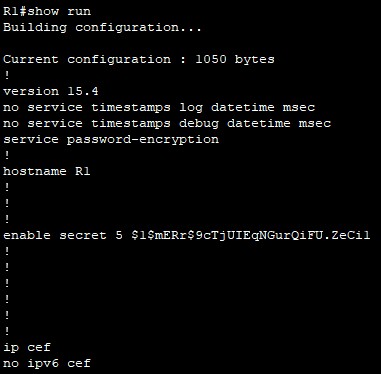 R1#show run
Building configuration...
Current configuration : 1050 bytes
!
version 15.4
no service timestamps log datetime msec
no service timestamps debug datetime msec
service password-encryption
!
hostname R1
!
!
!
enable secret 5 $1$mERr$9cTjUIEqNGurQiFU.ZeCi1
!
!
!
!
!
!
ip cef
no ipv6 cef